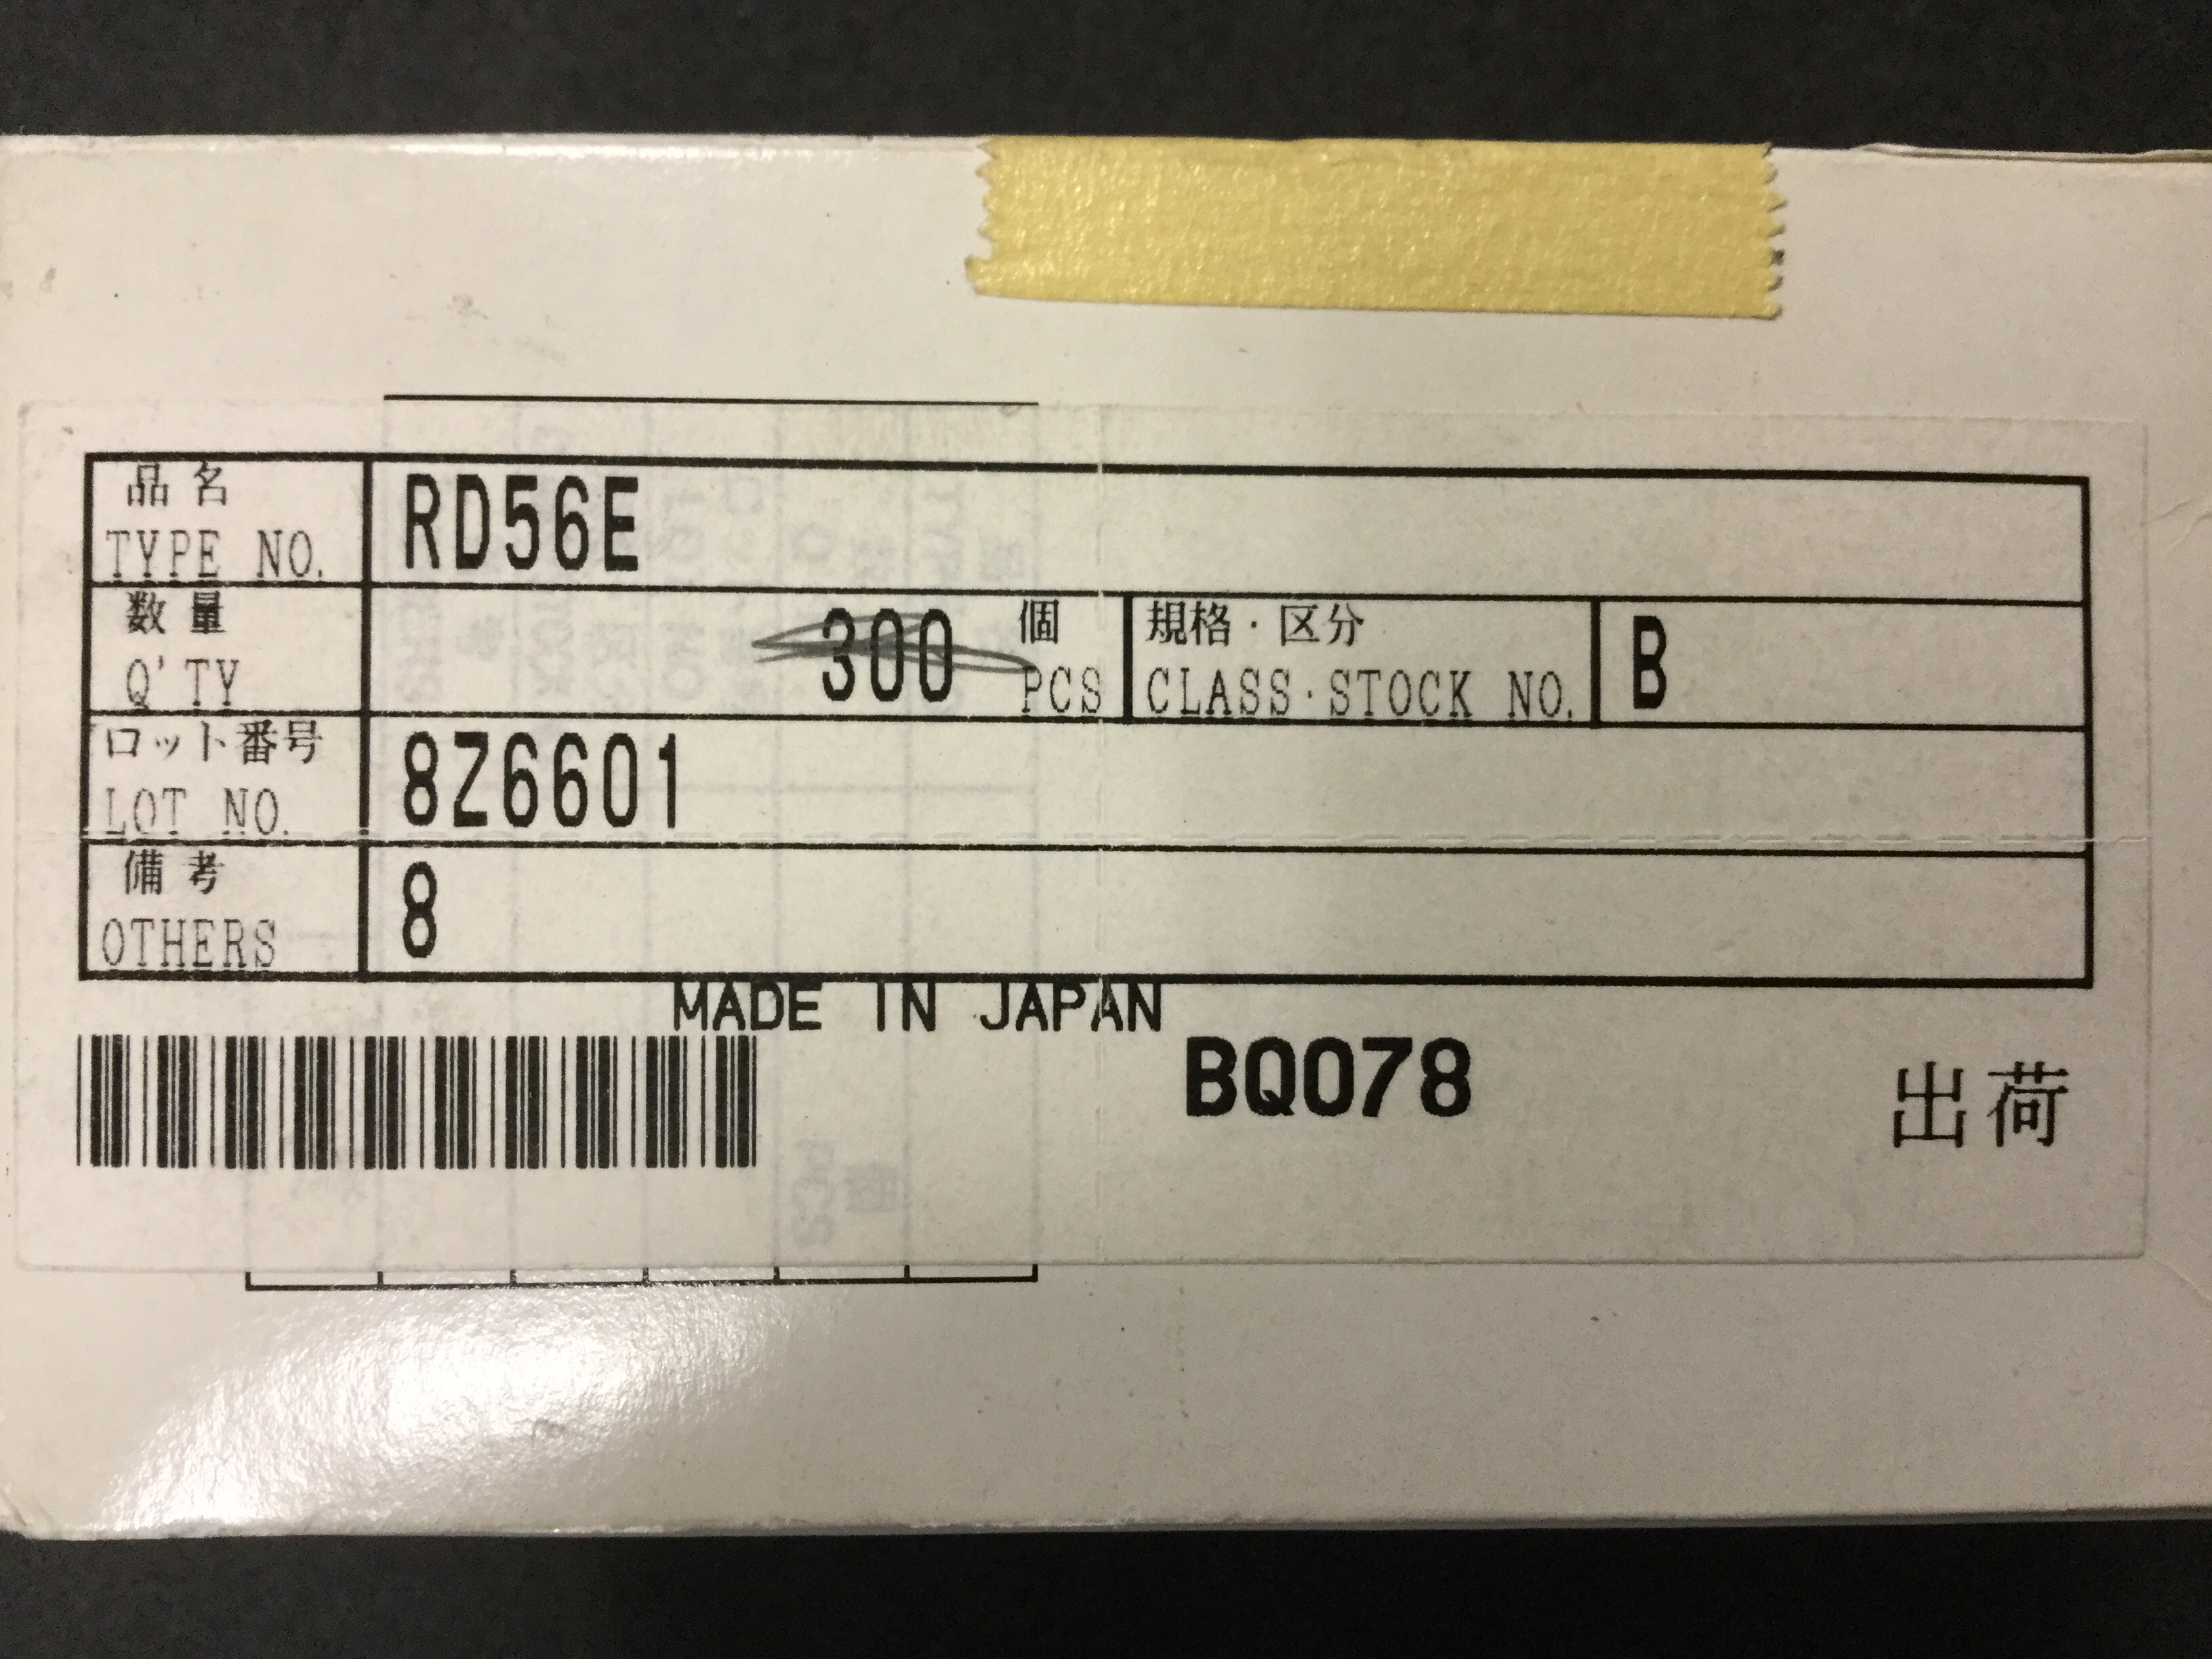 品名
TYPE NO.
RD56E
数量
Q'TY
300
個
PCS
規格・区分
CLASS・STOCK NO.
B
ロット番号
LOT NO.
8Z6601
備考
OTHERS
8
MADE IN JAPAN
BQ078
出荷